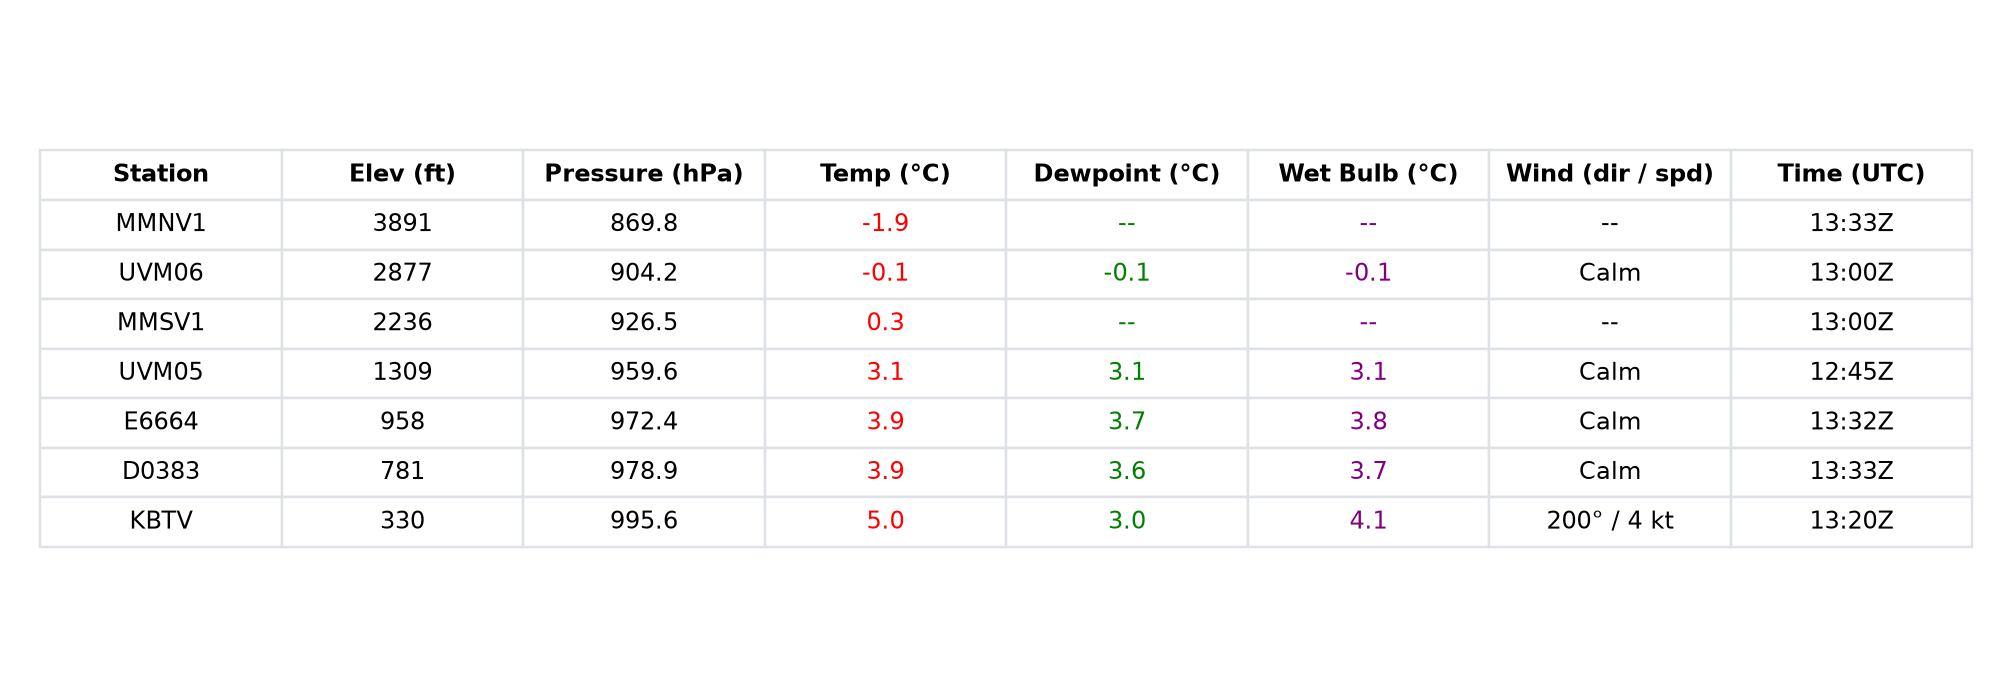 Station Elev (ft) Pressure (hPa) Temp (°C) Dewpoint (°C) Wet Bulb (°C) Wind (dir / spd) Time (UTC)
MMNV1 3891 869.8 -1.9 -- -- -- 13:33Z
UVM06 2877 904.2 -0.1 -0.1 -0.1 Calm 13:00Z
MMSV1 2236 926.5 0.3 -- -- -- 13:00Z
UVM05 1309 959.6 3.1 3.1 3.1 Calm 12:45Z
E6664 958 972.4 3.9 3.7 3.8 Calm 13:32Z
D0383 781 978.9 3.9 3.6 3.7 Calm 13:33Z
KBTV 330 995.6 5.0 3.0 4.1 200° / 4 kt 13:20Z